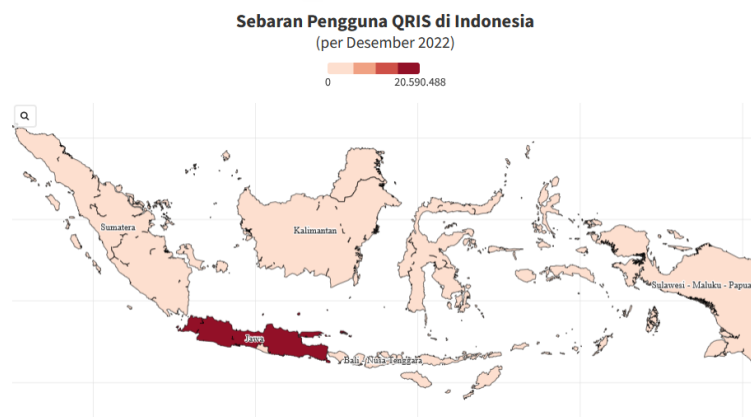 Sebaran Pengguna QRIS di Indonesia
(per Desember 2022)
0 20.590.488
Sumatera
Kalimantan
Sulawesi - Maluku - Papua
Jawa
Bali - Nusa Tenggara